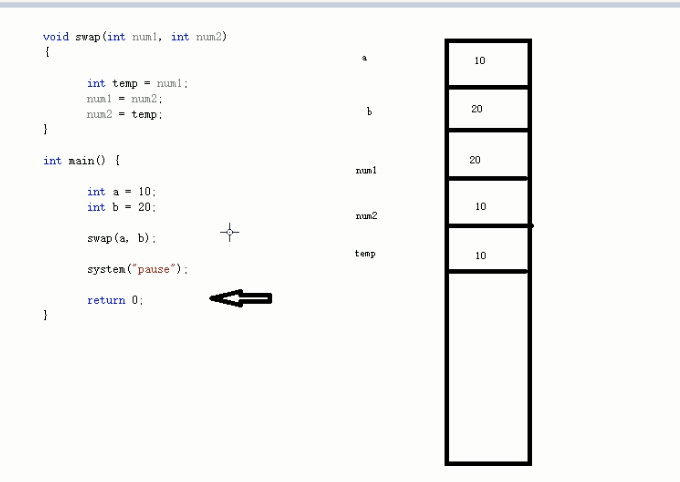 void swap(int num1, int num2)
{
int temp = num1;
num1 = num2;
num2 = temp;
}
int main() {
int a = 10;
int b = 20;
swap(a, b);
system("pause");
return 0;
}
a 10
b 20
num1 20
num2 10
temp 10